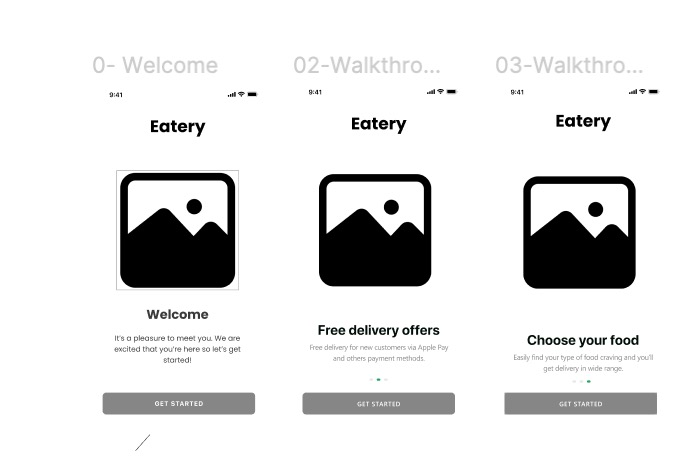 0- Welcome
02-Walkthro...
03-Walkthro...
9:41
9:41
9:41
Eatery
Eatery
Eatery
Welcome
It's a pleasure to meet you. We are
excited that you're here so let's get
started!
GET STARTED
Free delivery offers
Free delivery for new customers via Apple Pay
and others payment methods.
GET STARTED
Choose your food
Easily find your type of food craving and you'll
get delivery in wide range.
GET STARTED